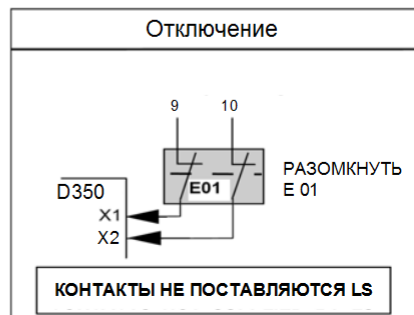 Отключение
9 10
E01
РАЗОМКНУТЬ
E 01
D350
X1
X2
КОНТАКТЫ НЕ ПОСТАВЛЯЮТСЯ LS